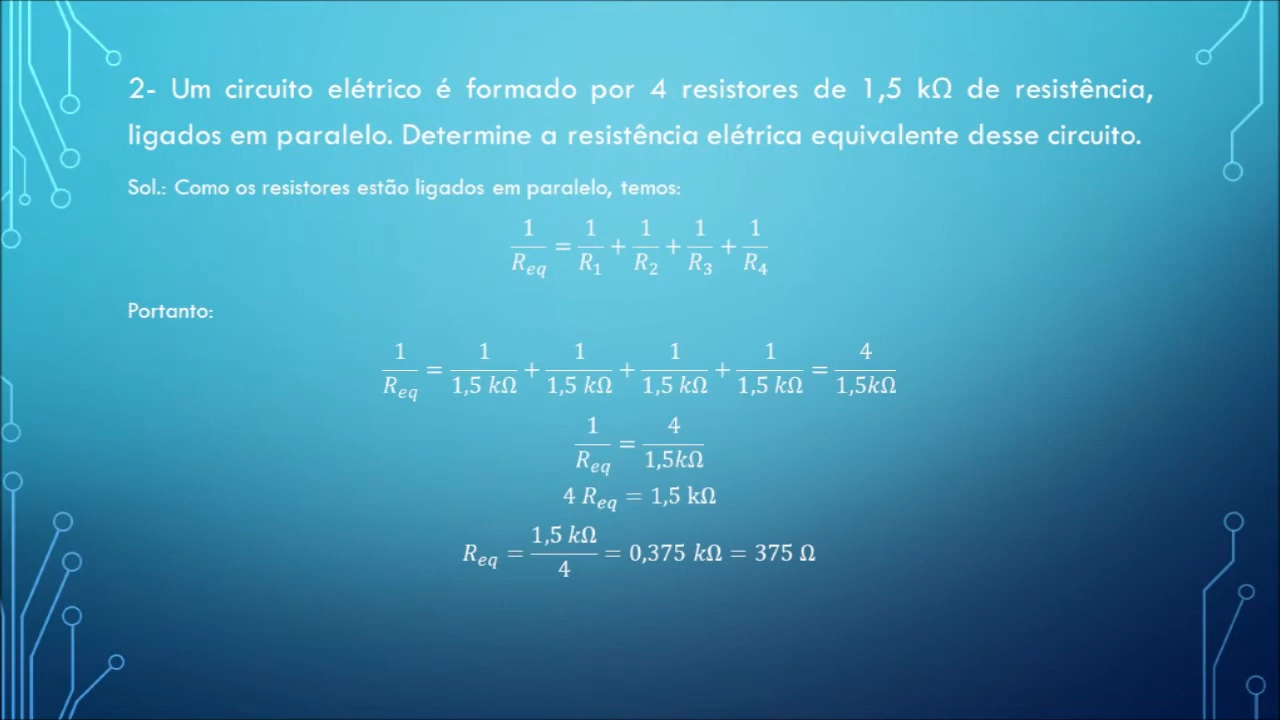 2- Um circuito elétrico é formado por 4 resistores de 1,5 kΩ de resistência,
ligados em paralelo. Determine a resistência elétrica equivalente desse circuito.
Sol.: Como os resistores estão ligados em paralelo, temos:
1/R_eq = 1/R_1 + 1/R_2 + 1/R_3 + 1/R_4
Portanto:
1/R_eq = 1/1,5 kΩ + 1/1,5 kΩ + 1/1,5 kΩ + 1/1,5 kΩ = 4/1,5kΩ
1/R_eq = 4/1,5kΩ
4 R_eq = 1,5 kΩ
R_eq = 1,5 kΩ/4 = 0,375 kΩ = 375 Ω